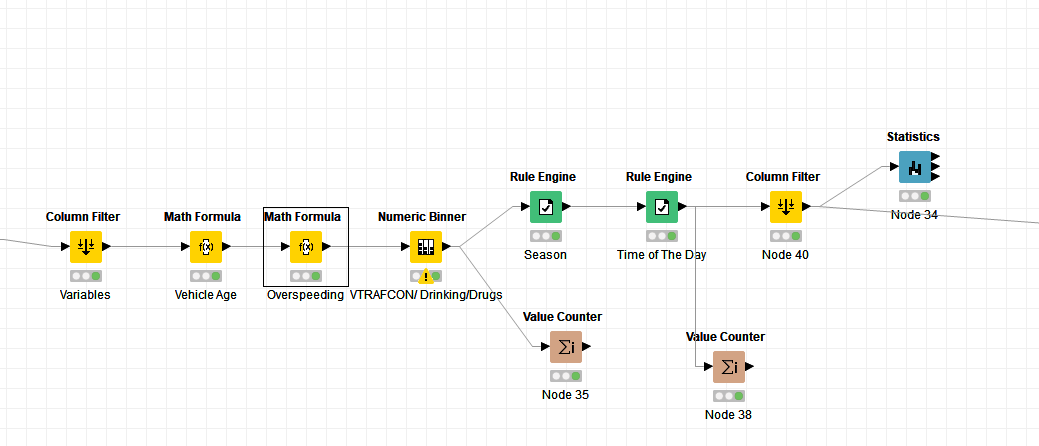 Column Filter
Variables
Math Formula
f(x)
Vehicle Age
Math Formula
f(x)
Overspeeding
Numeric Binner
VTRAFCON/ Drinking/Drugs
Rule Engine
Season
Rule Engine
Time of The Day
Column Filter
Node 40
Statistics
Node 34
Value Counter
Σi
Node 35
Value Counter
Σi
Node 38